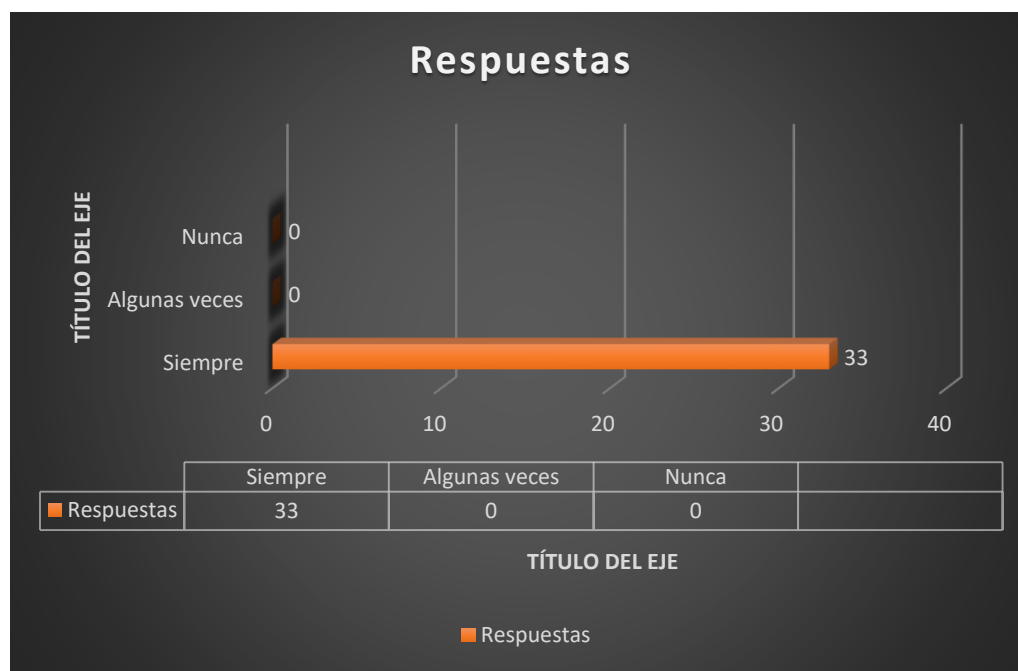 Respuestas
TÍTULO DEL EJE
Nunca
0
Algunas veces
0
Siempre
33
0 10 20 30 40
Siempre Algunas veces Nunca
Respuestas 33 0 0
TÍTULO DEL EJE
Respuestas